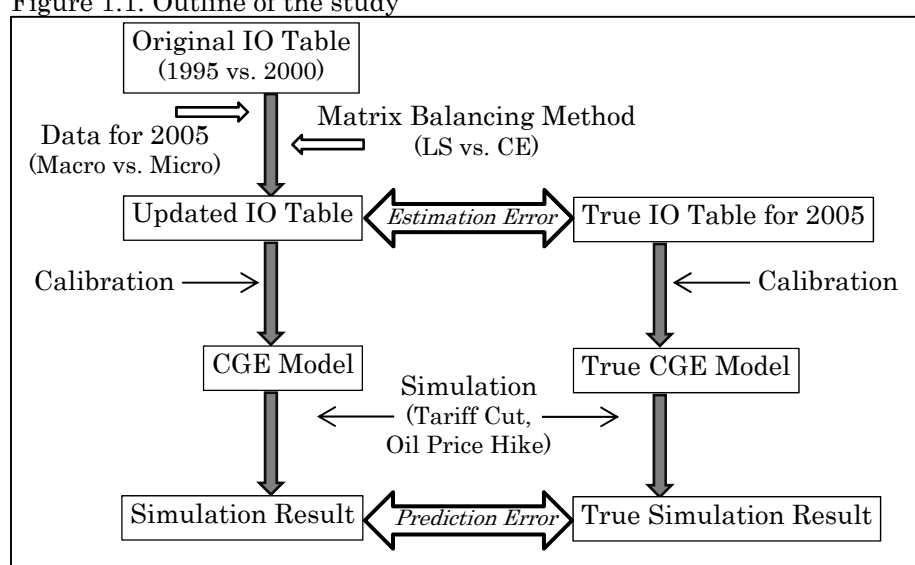 Figure 1.1. Outline of the study
Original IO Table
(1995 vs. 2000)
Data for 2005
(Macro vs. Micro)
Matrix Balancing Method
(LS vs. CE)
Updated IO Table
Estimation Error
True IO Table for 2005
Calibration
Calibration
CGE Model
True CGE Model
Simulation
(Tariff Cut,
Oil Price Hike)
Simulation Result
Prediction Error
True Simulation Result